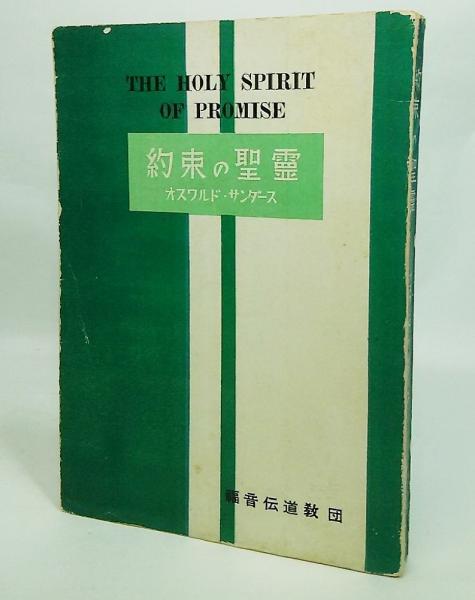 THE HOLY SPIRIT
OF PROMISE
約束の聖霊
オスワルド・サンダース
福音伝道教団